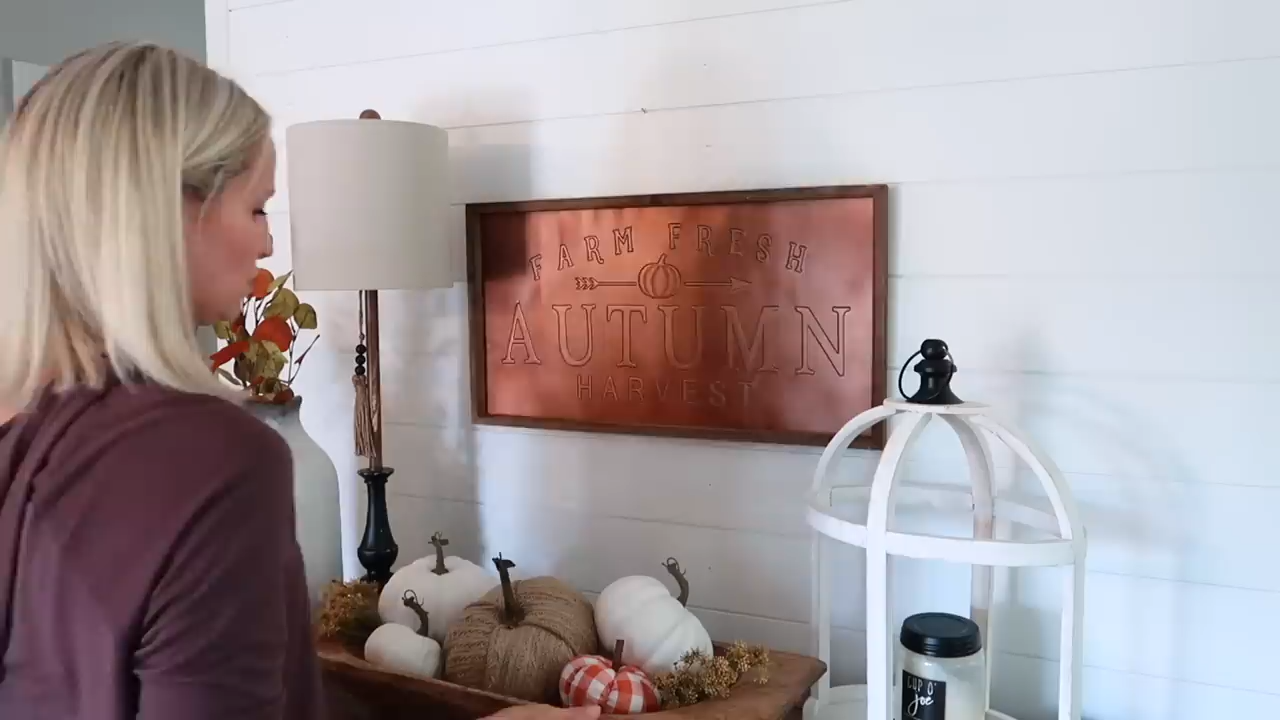 FARM FRESH
AUTUMN
HARVEST
CUP O'
Joe